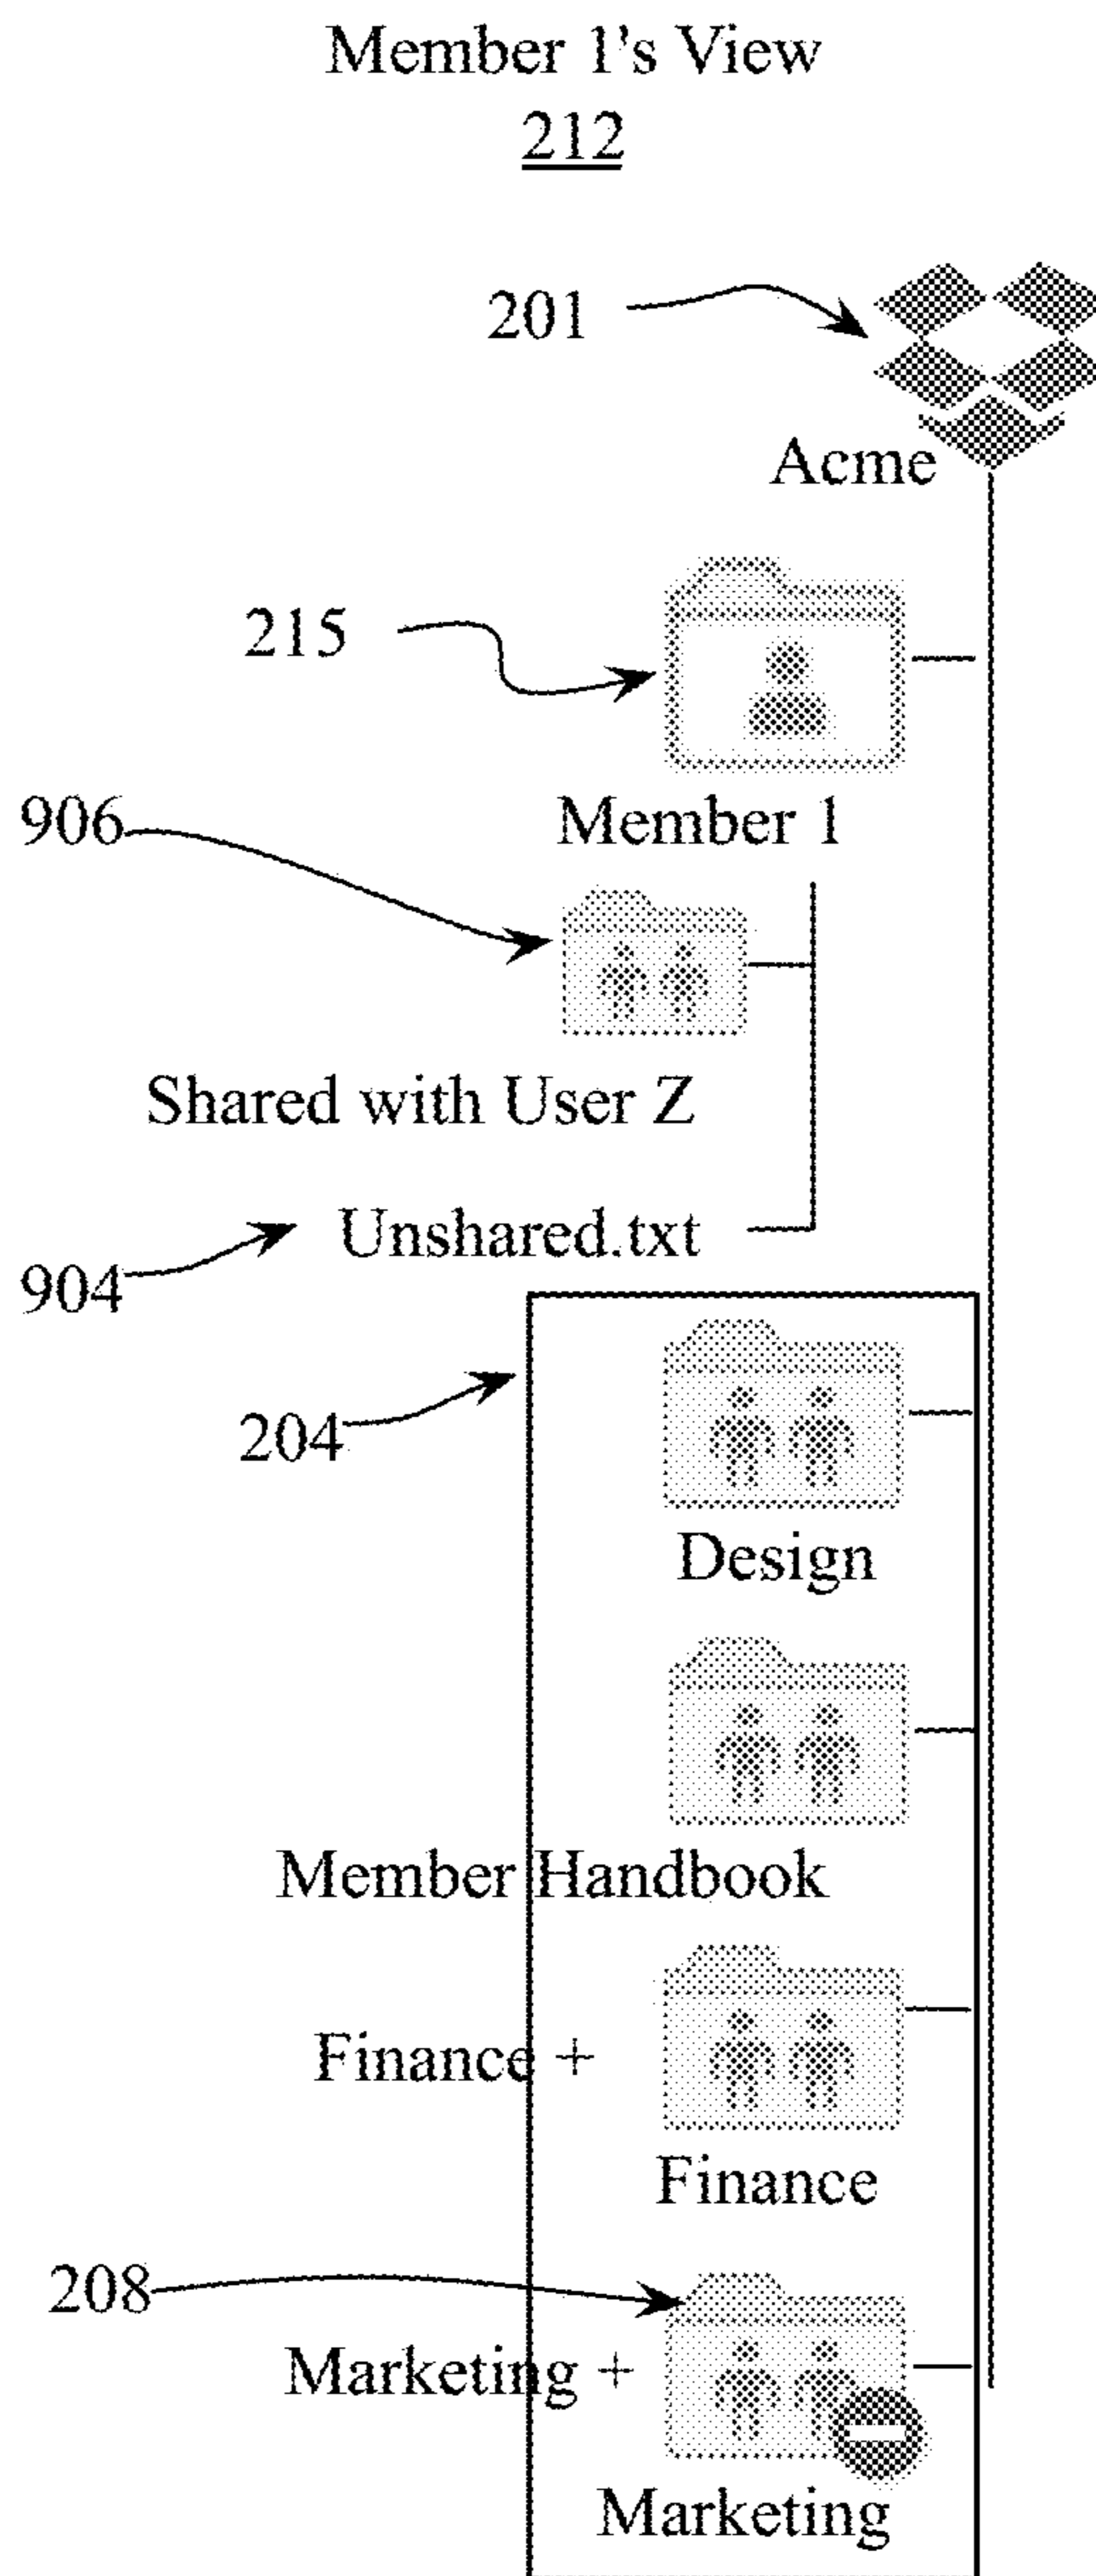 Member 1's View
212
201
Acme
215
906
Member 1
Shared with User Z
Unshared.txt
904
204
Design
Member Handbook
Finance +
Finance
208
Marketing +
Marketing